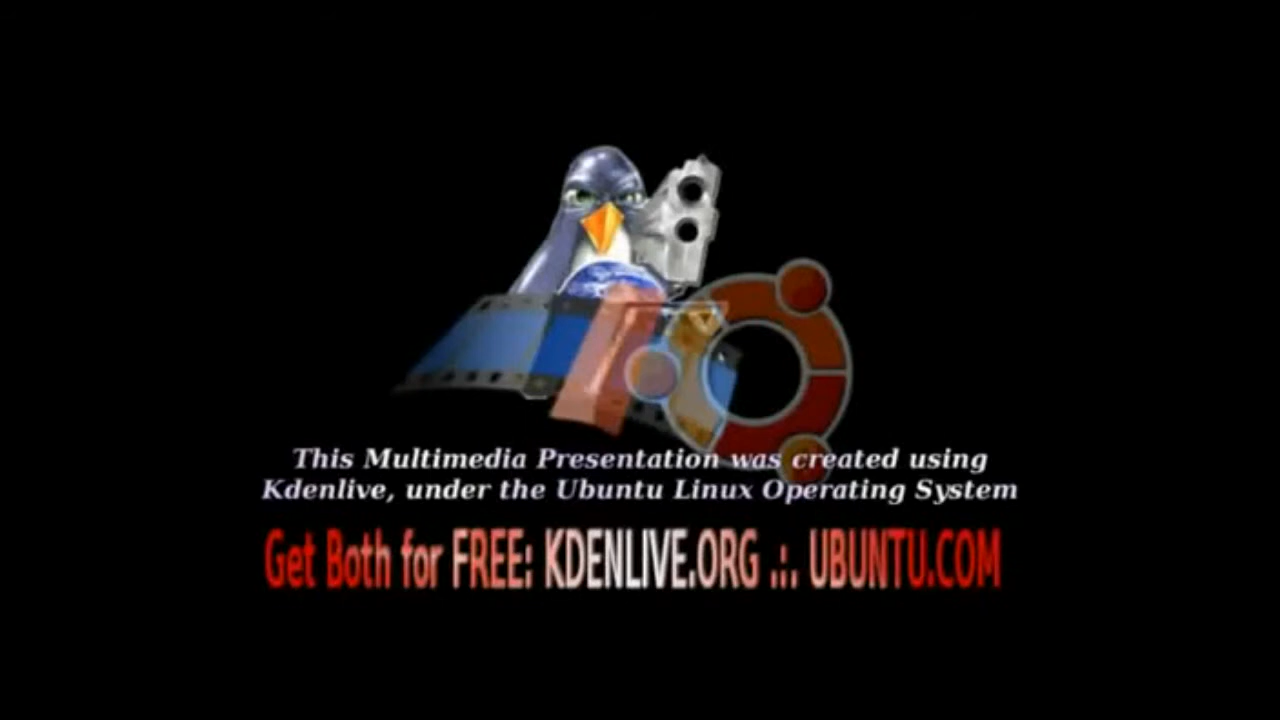 This Multimedia Presentation was created using
Kdenlive, under the Ubuntu Linux Operating System
Get Both for FREE: KDENLIVE.ORG .:. UBUNTU.COM